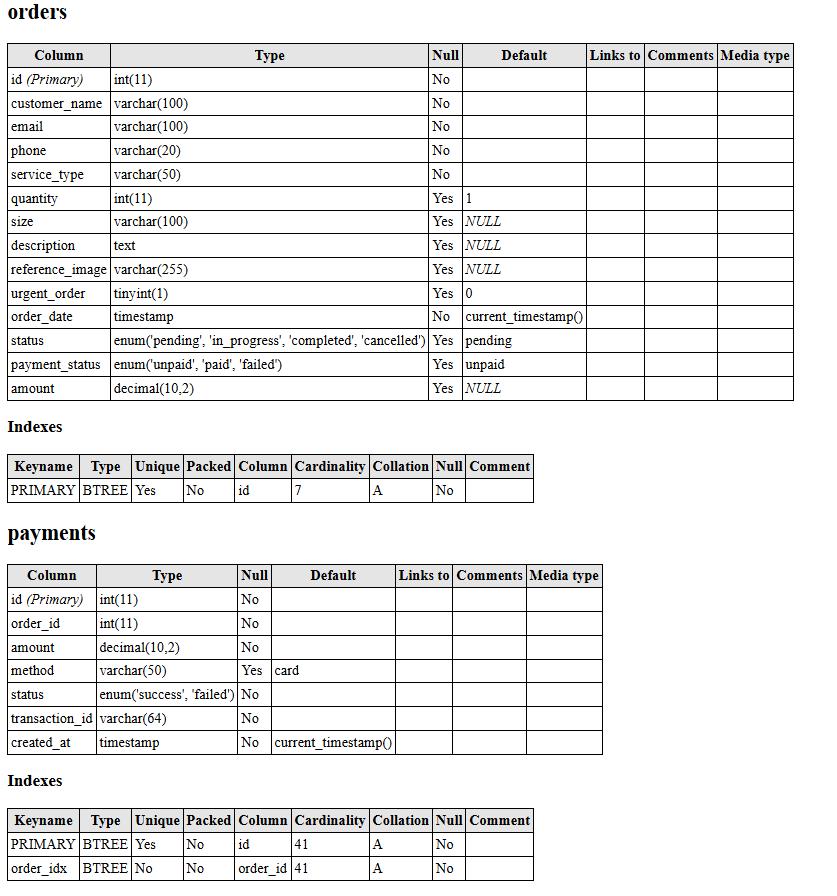 orders
Column Type Null Default Links to Comments Media type
id (Primary) int(11) No
customer_name varchar(100) No
email varchar(100) No
phone varchar(20) No
service_type varchar(50) No
quantity int(11) Yes 1
size varchar(100) Yes NULL
description text Yes NULL
reference_image varchar(255) Yes NULL
urgent_order tinyint(1) Yes 0
order_date timestamp No current_timestamp()
status enum('pending', 'in_progress', 'completed', 'cancelled') Yes pending
payment_status enum('unpaid', 'paid', 'failed') Yes unpaid
amount decimal(10,2) Yes NULL
Indexes
Keyname Type Unique Packed Column Cardinality Collation Null Comment
PRIMARY BTREE Yes No id 7 A No
payments
Column Type Null Default Links to Comments Media type
id (Primary) int(11) No
order_id int(11) No
amount decimal(10,2) No
method varchar(50) Yes card
status enum('success', 'failed') No
transaction_id varchar(64) No
created_at timestamp No current_timestamp()
Indexes
Keyname Type Unique Packed Column Cardinality Collation Null Comment
PRIMARY BTREE Yes No id 41 A No
order_idx BTREE No No order_id 41 A No